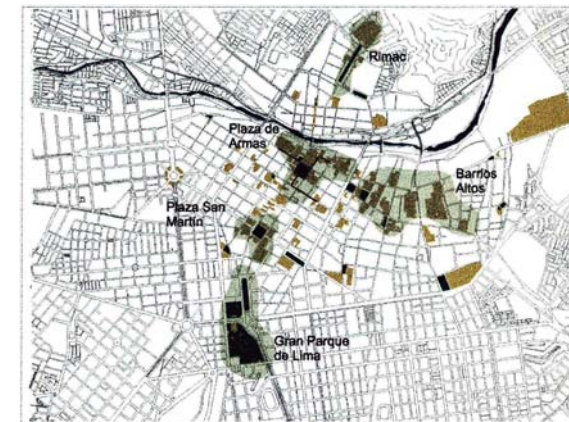 Rimac
Plaza de
Armas
Barrios
Altos
Plaza San
Martín
Gran Parque
de Lima